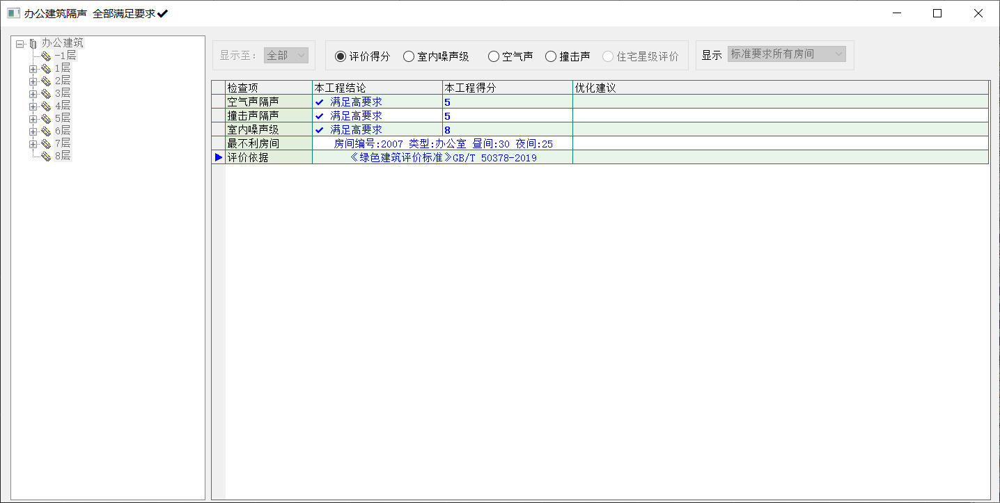 办公建筑隔声 全部满足要求✔
办公建筑
-1层
1层
2层
3层
4层
5层
6层
7层
8层
显示至: 全部
评价得分 室内噪声级 空气声 撞击声 住宅星级评价
显示 标准要求所有房间
检查项 本工程结论 本工程得分 优化建议
空气声隔声 ✔ 满足高要求 5
撞击声隔声 ✔ 满足高要求 5
室内噪声级 ✔ 满足高要求 8
最不利房间 房间编号:2007 类型:办公室 昼间:30 夜间:25
评价依据 《绿色建筑评价标准》GB/T 50378-2019